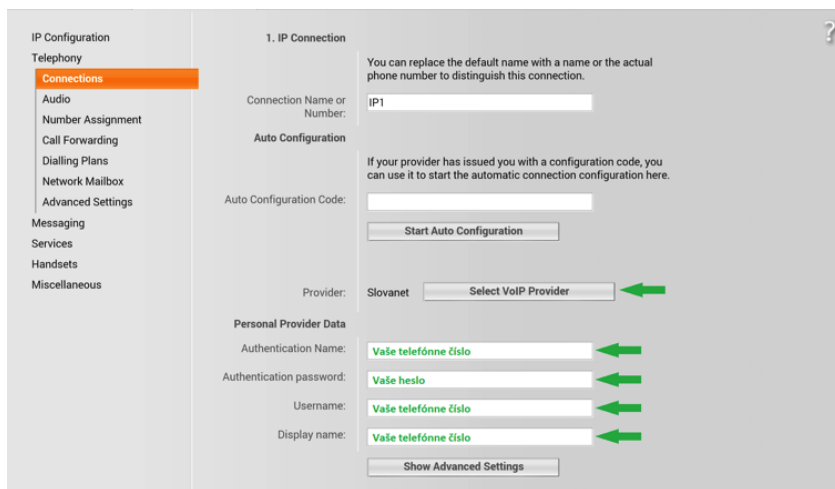 ?
IP Configuration
Telephony
Connections
Audio
Number Assignment
Call Forwarding
Dialling Plans
Network Mailbox
Advanced Settings
Messaging
Services
Handsets
Miscellaneous
1. IP Connection
You can replace the default name with a name or the actual
phone number to distinguish this connection.
Connection Name or
Number:
IP1
Auto Configuration
If your provider has issued you with a configuration code, you
can use it to start the automatic connection configuration here.
Auto Configuration Code:
Start Auto Configuration
Provider: Slovanet Select VoIP Provider
Personal Provider Data
Authentication Name: Vaše telefónne číslo
Authentication password: Vaše heslo
Username: Vaše telefónne číslo
Display name: Vaše telefónne číslo
Show Advanced Settings